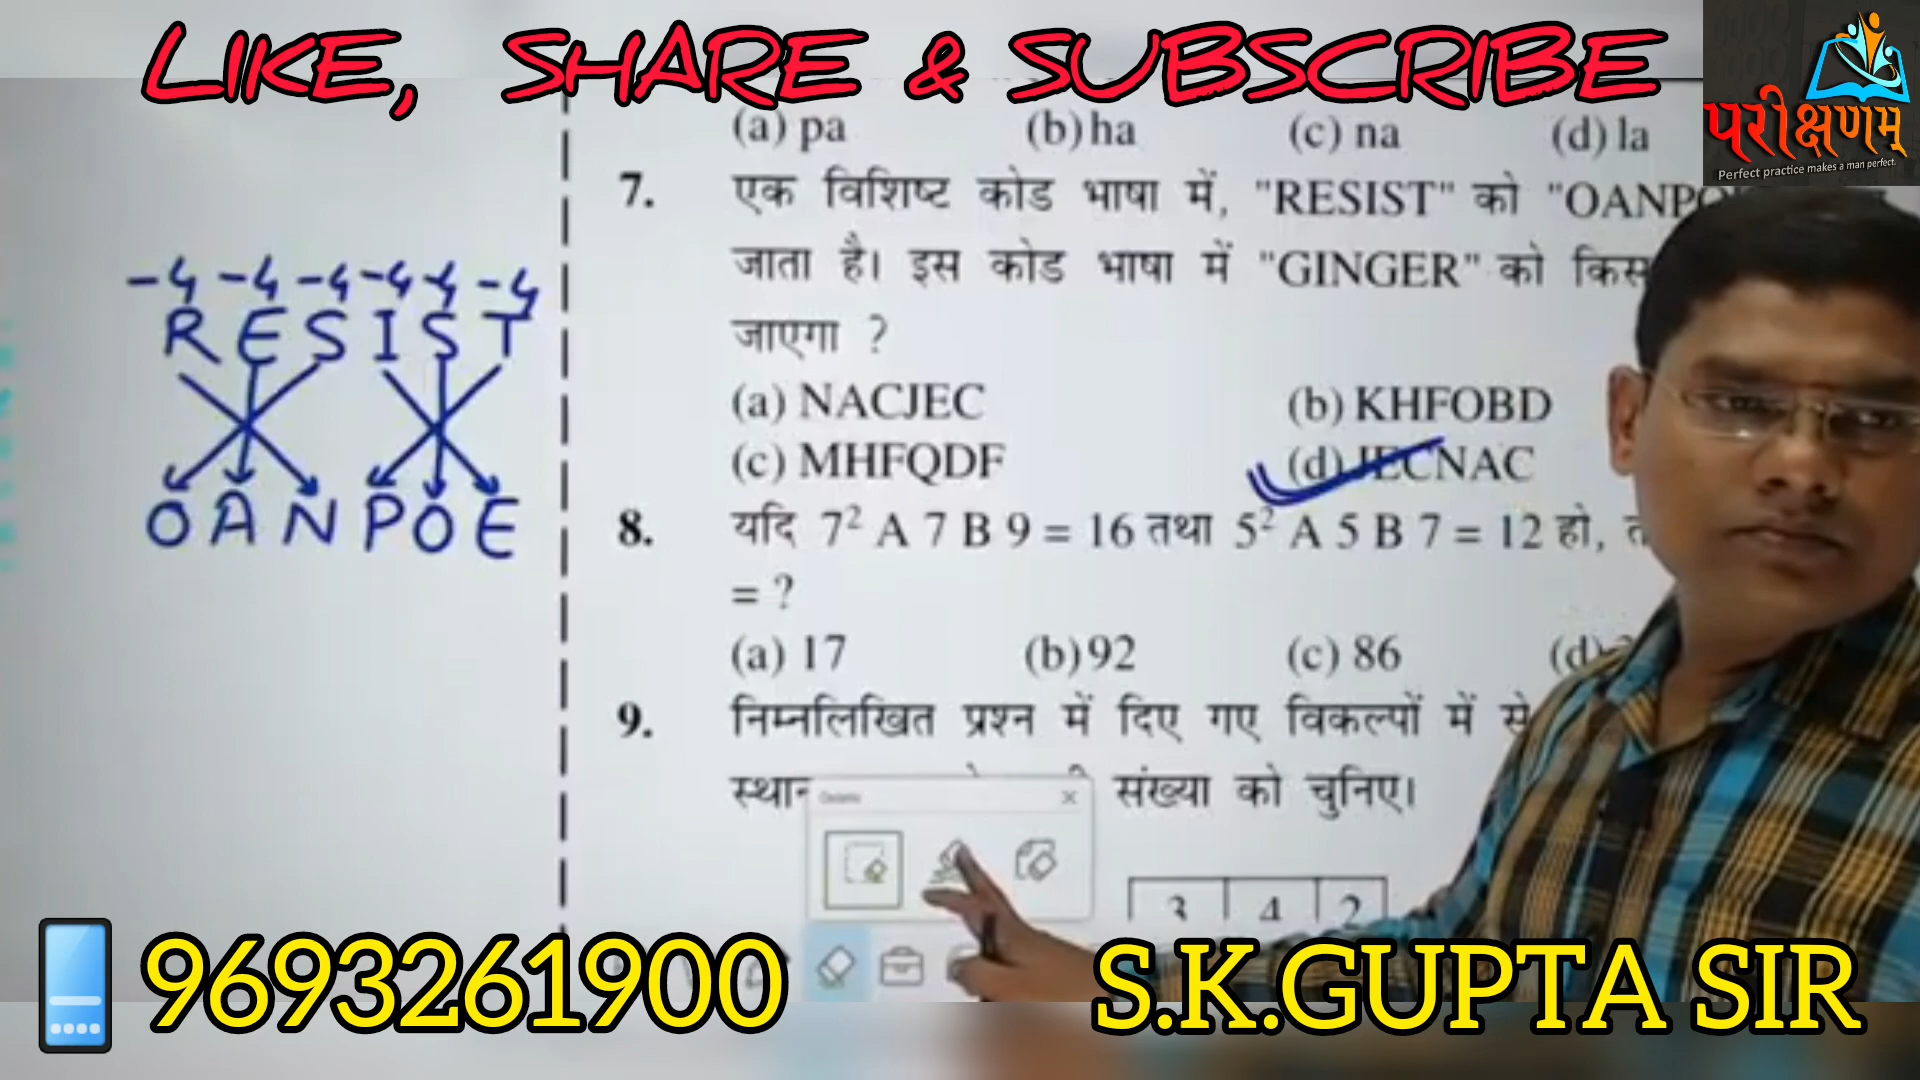 LIKE, SHARE & SUBSCRIBE
परीक्षणम्
Perfect practice makes a man perfect.
(a) pa (b) ha (c) na (d) la
7. एक विशिष्ट कोड भाषा में, "RESIST" को "OANPO
जाता है। इस कोड भाषा में "GINGER" को किस
जाएगा ?
(a) NACJEC (b) KHFOBD
(c) MHFQDF (d) JECNAC
8. यदि 7² A 7 B 9 = 16 तथा 5² A 5 B 7 = 12 हो,
= ?
(a) 17 (b) 92 (c) 86 (d)
9. निम्नलिखित प्रश्न में दिए गए विकल्पों में से
संख्या को चुनिए।
3 4 2
-4 -4 -4 -4 -4 -4
R E S I S T
O A N P O E
9693261900
S.K.GUPTA SIR